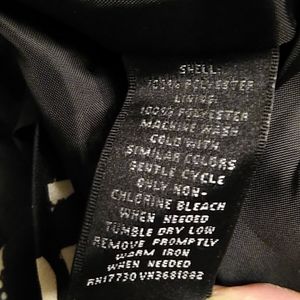 SHELL:
100% POLYESTER
LINING:
100% POLYESTER
MACHINE WASH
COLD WITH
SIMILAR COLORS
GENTLE CYCLE
ONLY NON-
CHLORINE BLEACH
WHEN NEEDED
TUMBLE DRY LOW
REMOVE PROMPTLY
WARM IRON
WHEN NEEDED
RN17730 VN3681882